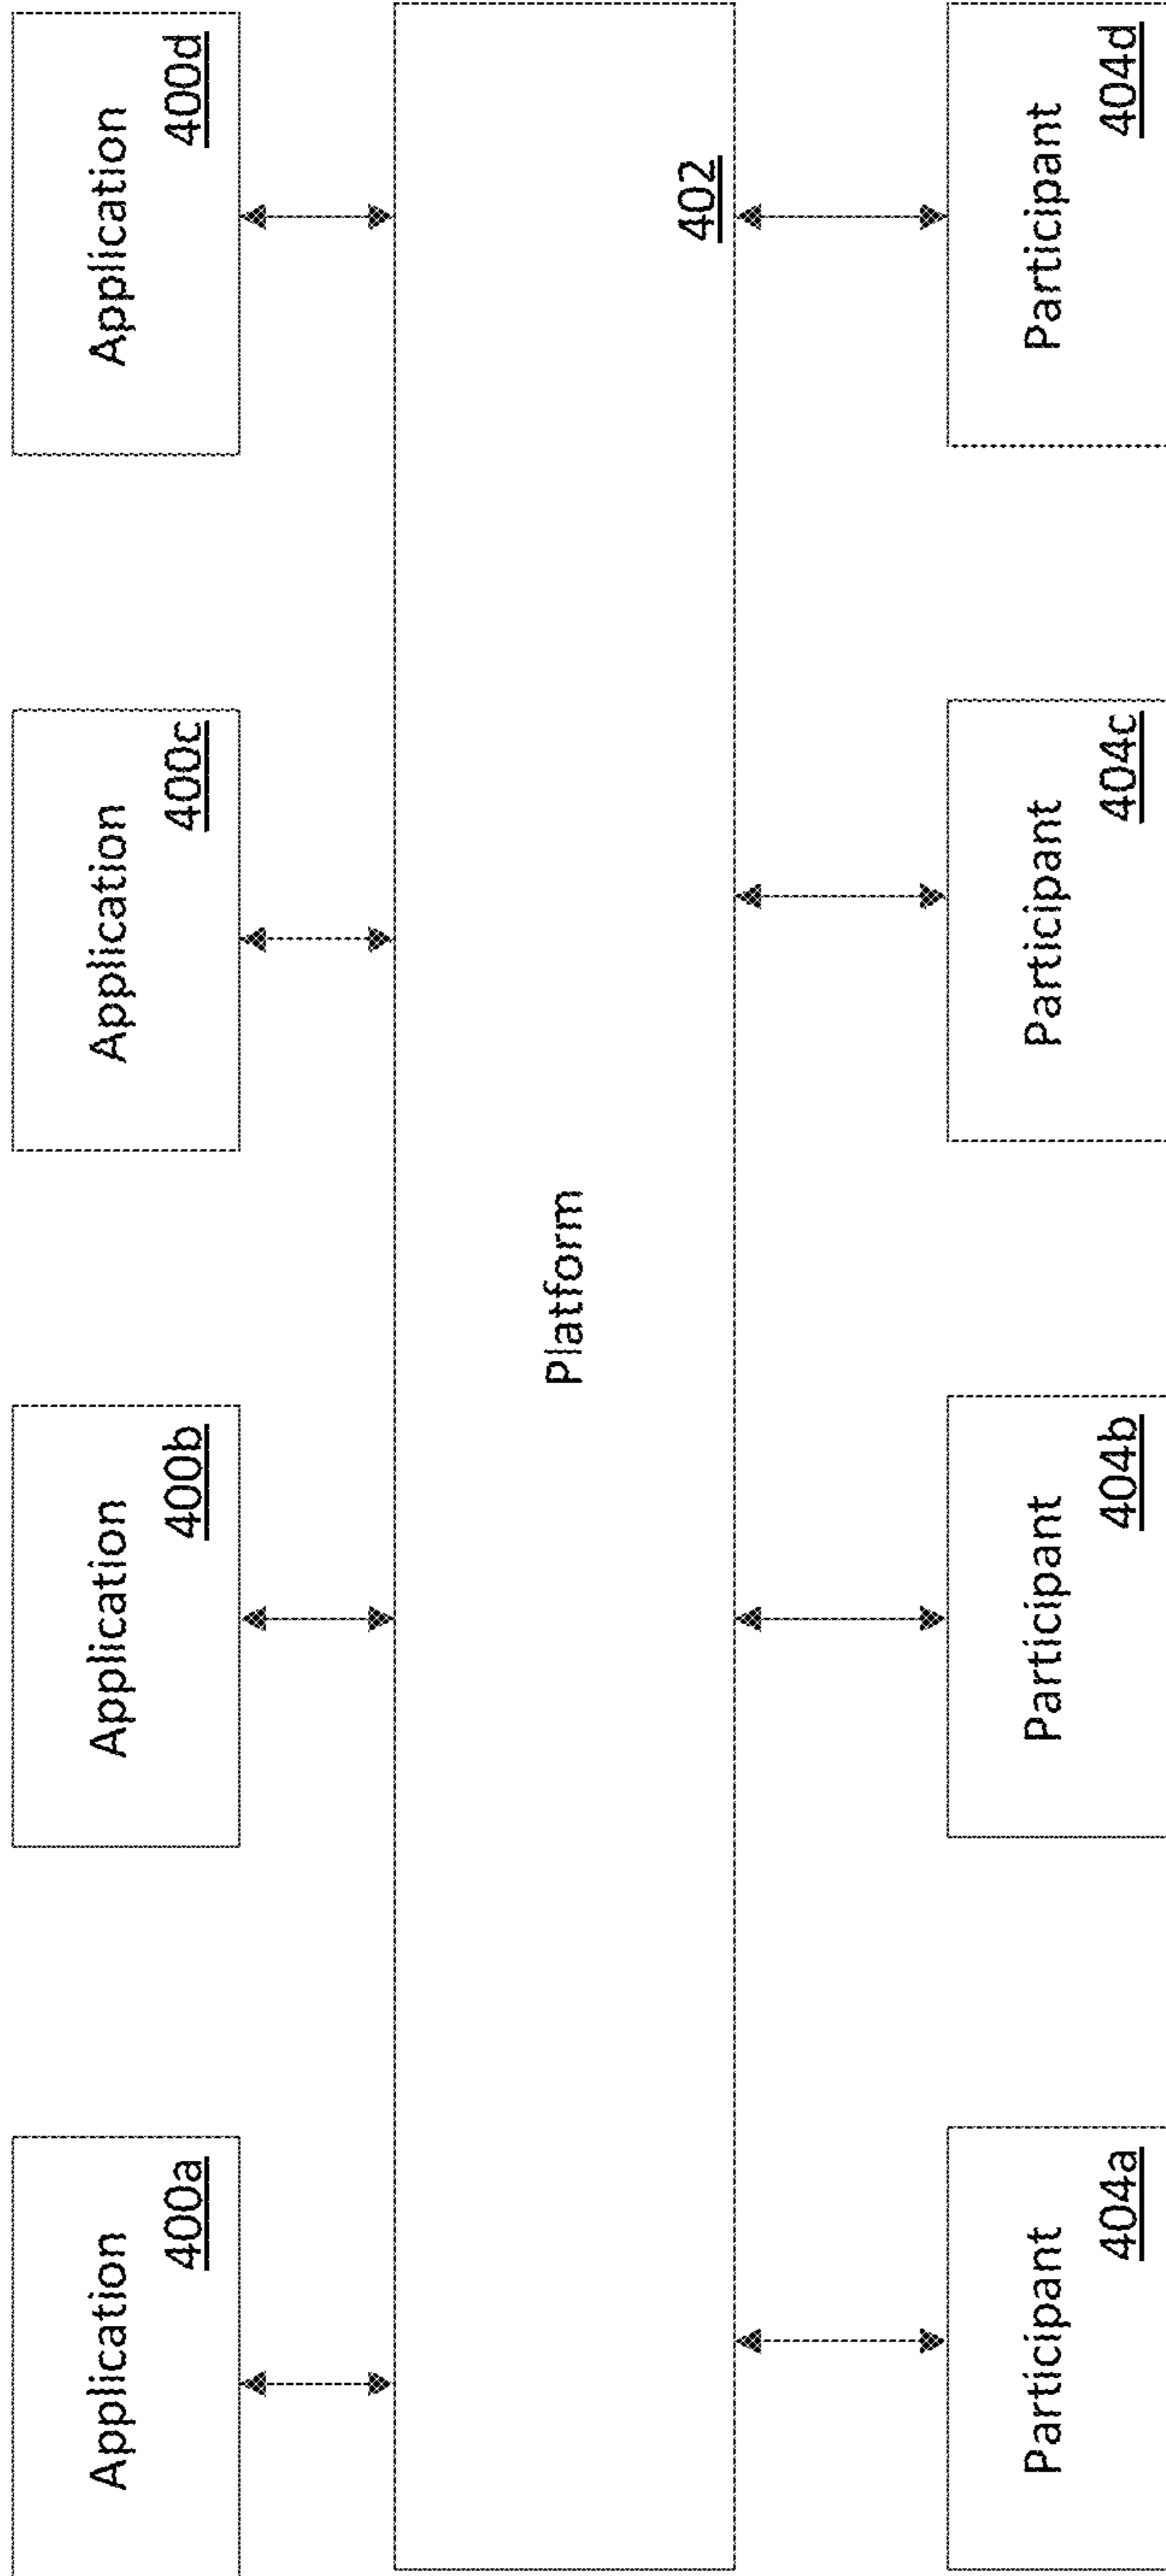 Application
400a
Application
400b
Application
400c
Application
400d
Platform
402
Participant
404a
Participant
404b
Participant
404c
Participant
404d